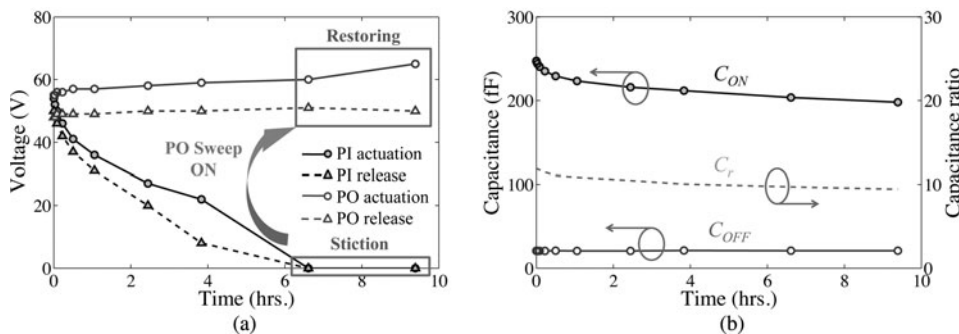 80
60
40
20
0
Voltage (V)
Restoring
PO Sweep
ON
PI actuation
PI release
PO actuation
PO release
Stiction
0
2
4
6
8
10
Time (hrs.)
(a)
300
200
100
0
Capacitance (fF)
C_ON
C_r
C_OFF
30
20
10
0
Capacitance ratio
0
2
4
6
8
10
Time (hrs.)
(b)